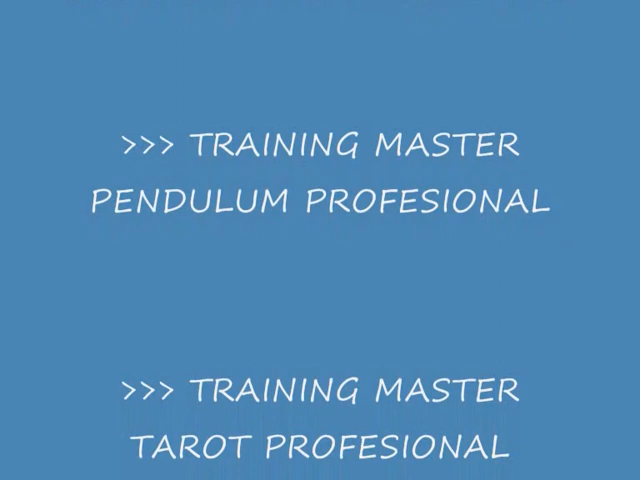 >>> TRAINING MASTER
PENDULUM PROFESIONAL
>>> TRAINING MASTER
TAROT PROFESIONAL